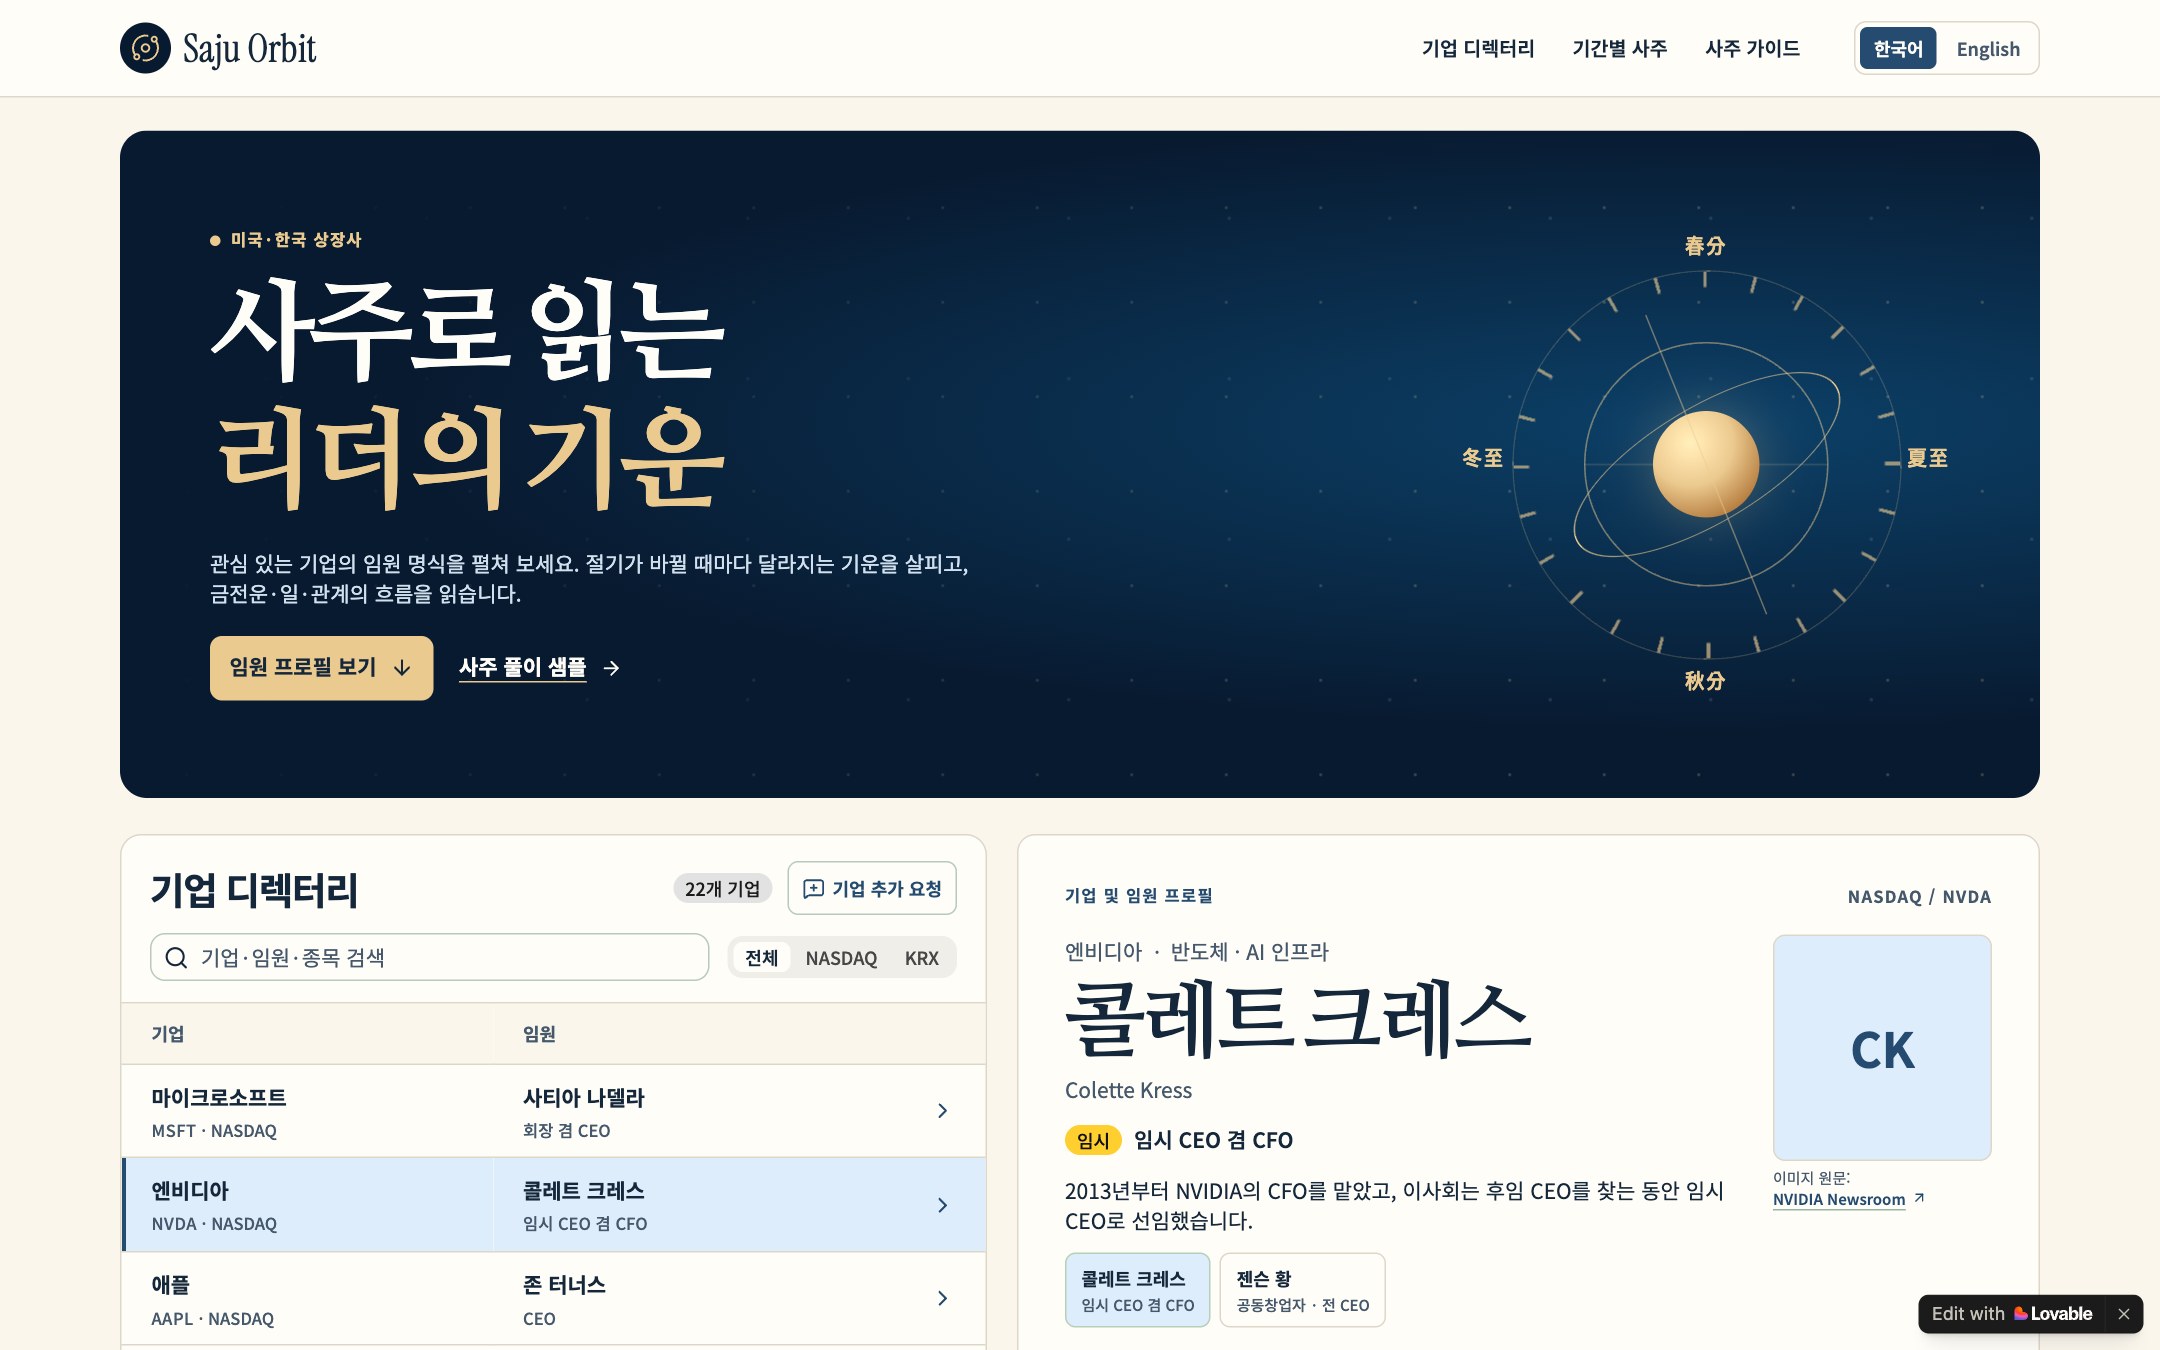 Saju Orbit
기업 디렉터리
기간별 사주
사주 가이드
한국어
English
미국·한국 상장사
사주로 읽는
리더의 기운
관심 있는 기업의 임원 명식을 펼쳐 보세요. 절기가 바뀔 때마다 달라지는 기운을 살피고,
금전운·일·관계의 흐름을 읽습니다.
임원 프로필 보기
사주 풀이 샘플
春分
冬至
夏至
秋分
기업 디렉터리
22개 기업
기업 추가 요청
기업·임원·종목 검색
전체
NASDAQ
KRX
기업
임원
마이크로소프트
MSFT · NASDAQ
사티아 나델라
회장 겸 CEO
엔비디아
NVDA · NASDAQ
콜레트 크레스
임시 CEO 겸 CFO
애플
AAPL · NASDAQ
존 터너스
CEO
기업 및 임원 프로필
NASDAQ / NVDA
엔비디아 · 반도체 · AI 인프라
콜레트 크레스
Colette Kress
임시
임시 CEO 겸 CFO
2013년부터 NVIDIA의 CFO를 맡았고, 이사회는 후임 CEO를 찾는 동안 임시
CEO로 선임했습니다.
CK
이미지 원문:
NVIDIA Newsroom
콜레트 크레스
임시 CEO 겸 CFO
젠슨 황
공동창업자 · 전 CEO
Edit with Lovable